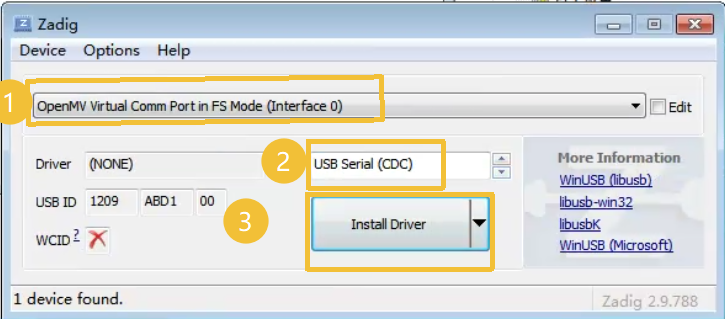 Zadig
Device Options Help
1
OpenMV Virtual Comm Port in FS Mode (Interface 0)
Edit
Driver (NONE)
2
USB Serial (CDC)
More Information
WinUSB (libusb)
libusb-win32
libusbK
WinUSB (Microsoft)
USB ID 1209 ABD1 00
3
WCID ?
Install Driver
1 device found.
Zadig 2.9.788